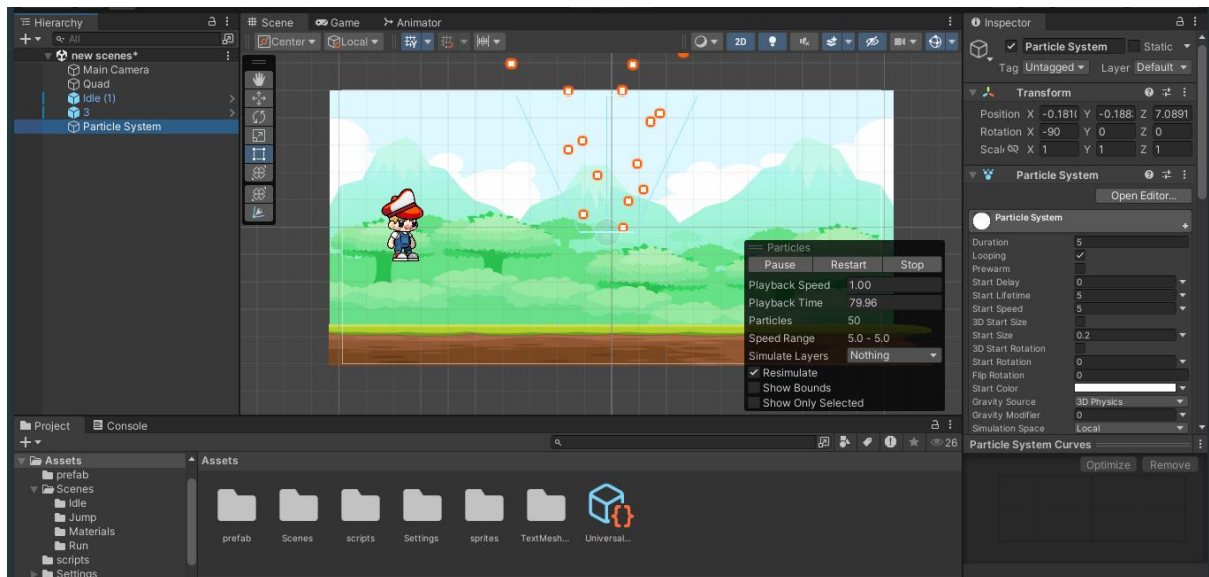 Hierarchy
All
new scenes*
Main Camera
Quad
Idle (1)
3
Particle System
Scene
Game
Animator
Center
Local
2D
Particles
Pause Restart Stop
Playback Speed 1.00
Playback Time 79.96
Particles 50
Speed Range 5.0 - 5.0
Simulate Layers Nothing
Resimulate
Show Bounds
Show Only Selected
Inspector
Particle System Static
Tag Untagged Layer Default
Transform
Position X -0.181( Y -0.188: Z 7.0891
Rotation X -90 Y 0 Z 0
Scale X 1 Y 1 Z 1
Particle System
Open Editor...
Particle System
Duration 5
Looping
Prewarm
Start Delay 0
Start Lifetime 5
Start Speed 5
3D Start Size
Start Size 0.2
3D Start Rotation
Start Rotation 0
Flip Rotation 0
Start Color
Gravity Source 3D Physics
Gravity Modifier 0
Simulation Space Local
Particle System Curves
Optimize Remove
Project Console
26
Assets
prefab
Scenes
Idle
Jump
Materials
Run
scripts
Settings
Assets
prefab Scenes scripts Settings sprites TextMesh... Universal...